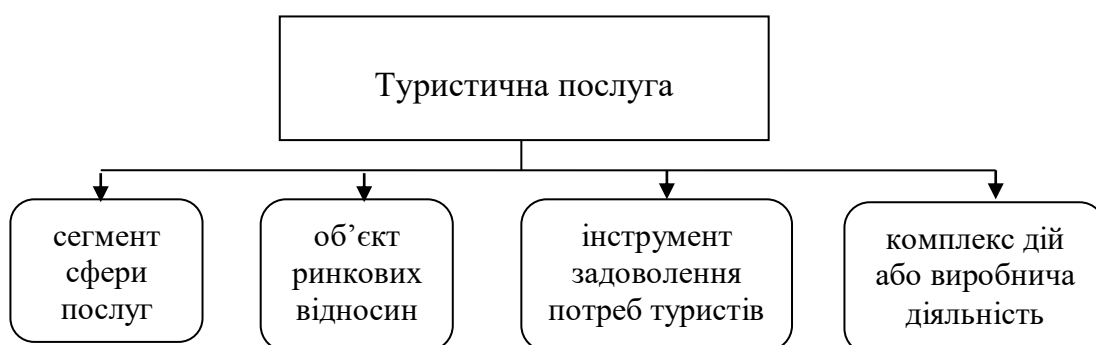 Туристична послуга
сегмент
сфери
послуг
об’єкт
ринкових
відносин
інструмент
задоволення
потреб туристів
комплекс дій
або виробнича
діяльність